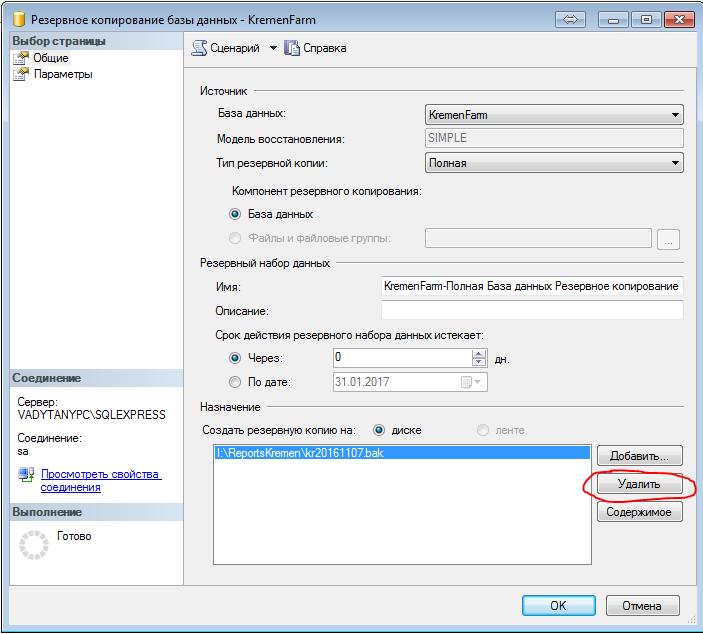 Резервное копирование базы данных - KremenFarm
Выбор страницы
Общие
Параметры
Сценарий
Справка
Источник
База данных:
KremenFarm
Модель восстановления:
SIMPLE
Тип резервной копии:
Полная
Компонент резервного копирования:
База данных
Файлы и файловые группы:
...
Резервный набор данных
Имя:
KremenFarm-Полная База данных Резервное копирование
Описание:
Срок действия резервного набора данных истекает:
Через:
0
дн.
По дате:
31.01.2017
Назначение
Создать резервную копию на:
диске
ленте
I:\ReportsKremen\kr20161107.bak
Добавить...
Удалить
Содержимое
Соединение
Сервер:
VADYTANYPC\SQLEXPRESS
Соединение:
sa
Просмотреть свойства
соединения
Выполнение
Готово
OK
Отмена